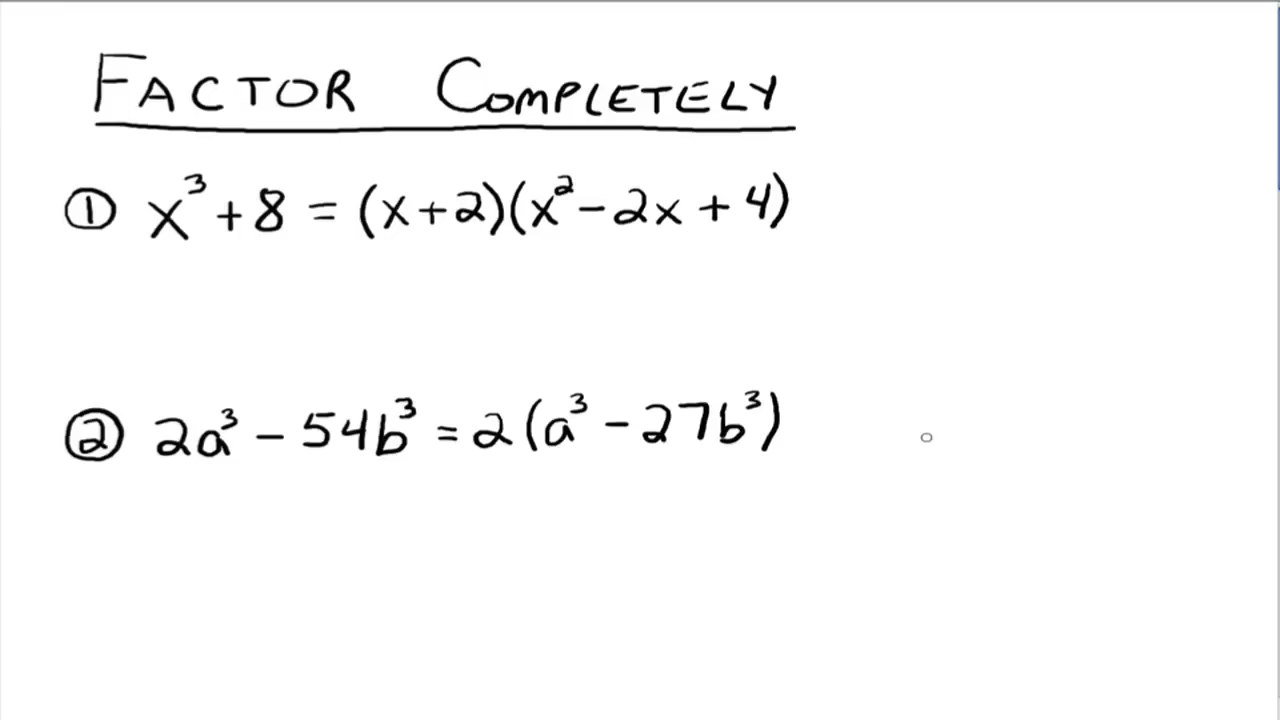 FACTOR COMPLETELY
① x³ + 8 = (x + 2)(x² - 2x + 4)
② 2a³ - 54b³ = 2(a³ - 27b³)